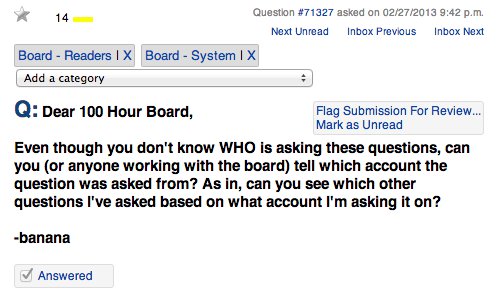 Question #71327 asked on 02/27/2013 9:42 p.m.
14
Next Unread Inbox Previous Inbox Next
Board - Readers | X Board - System | X
Add a category
Q: Dear 100 Hour Board,
Flag Submission For Review...
Mark as Unread
Even though you don't know WHO is asking these questions, can
you (or anyone working with the board) tell which account the
question was asked from? As in, can you see which other
questions I've asked based on what account I'm asking it on?
-banana
Answered